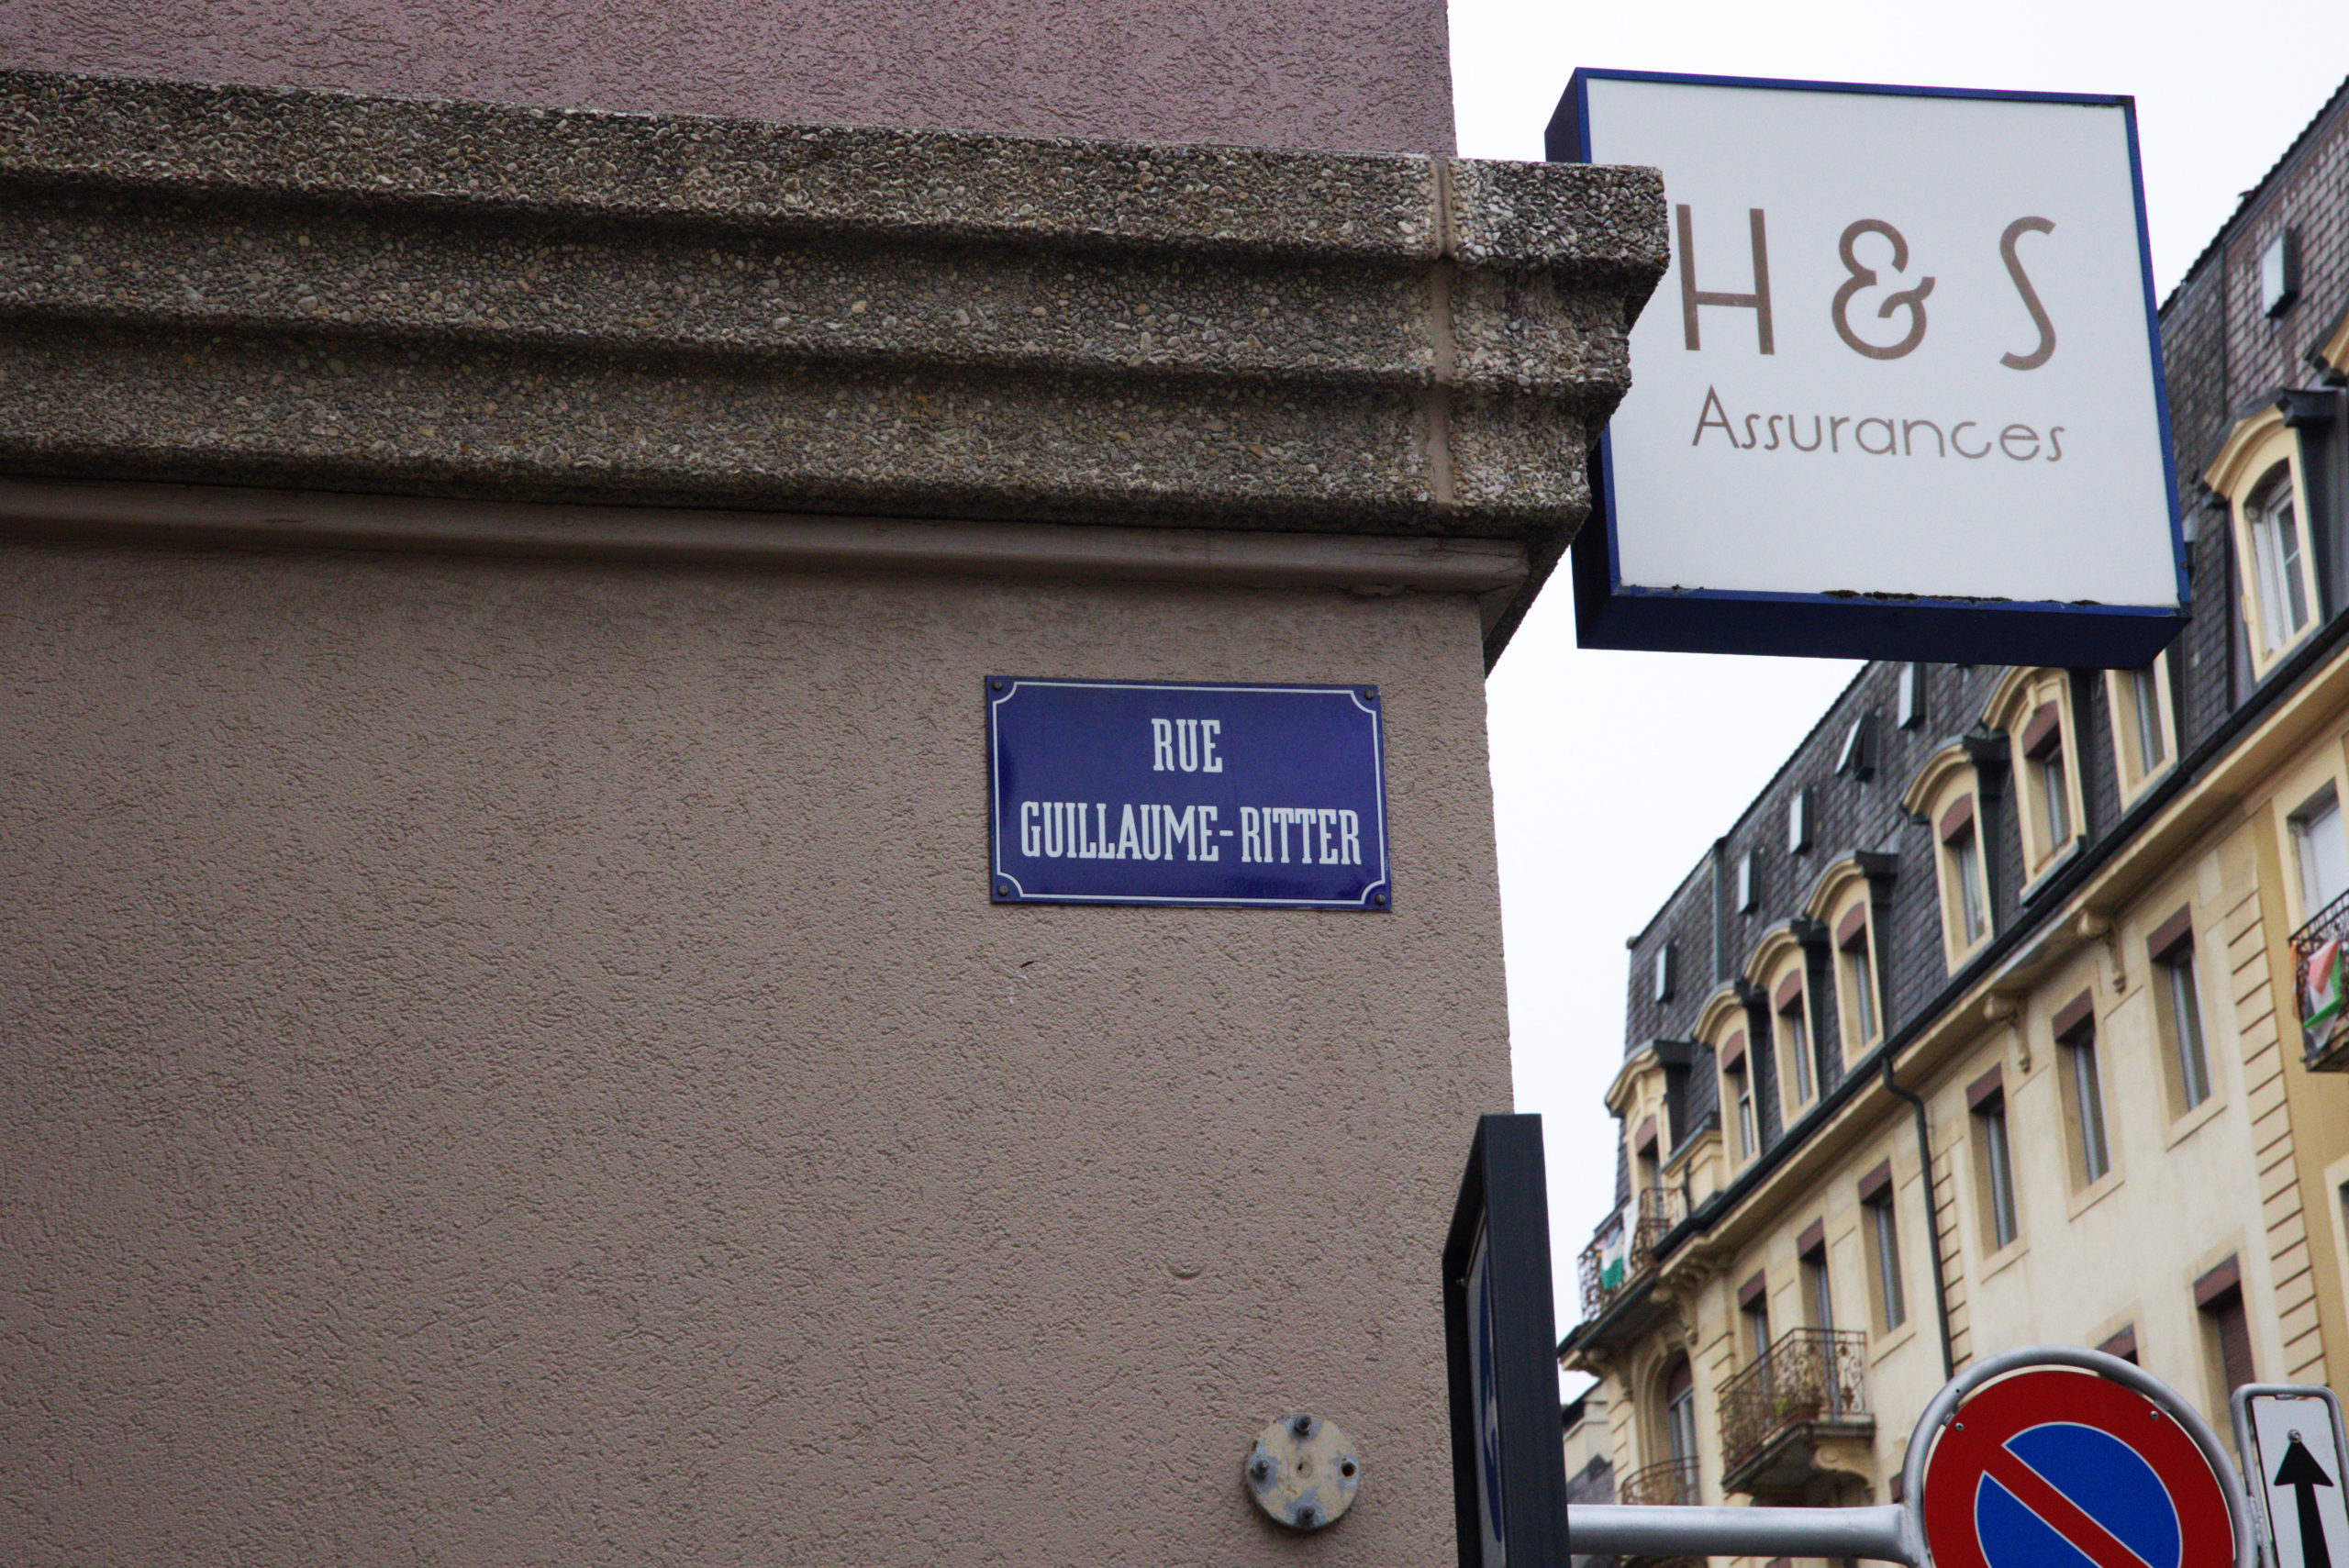 H & S
Assurances
RUE
GUILLAUME-RITTER